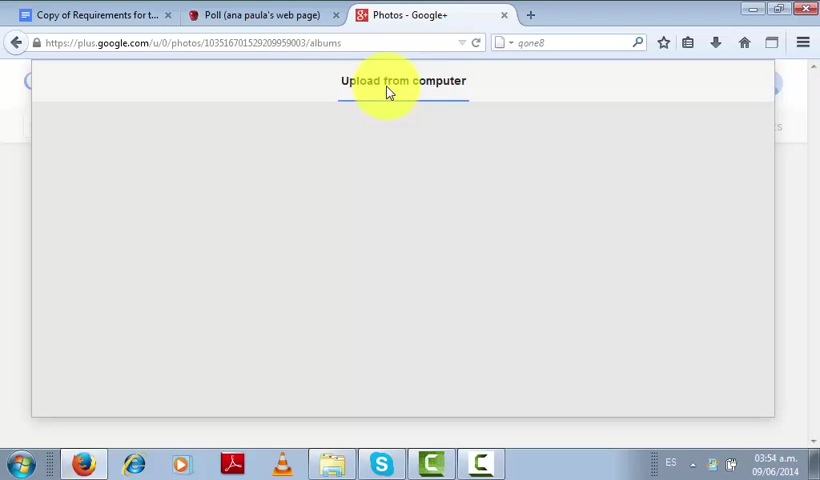 Copy of Requirements for t...
Poll (ana paula's web page)
Photos - Google+
https://plus.google.com/u/0/photos/103516701529209959003/albums
qone8
Upload from computer
ES
03:54 a.m.
09/06/2014